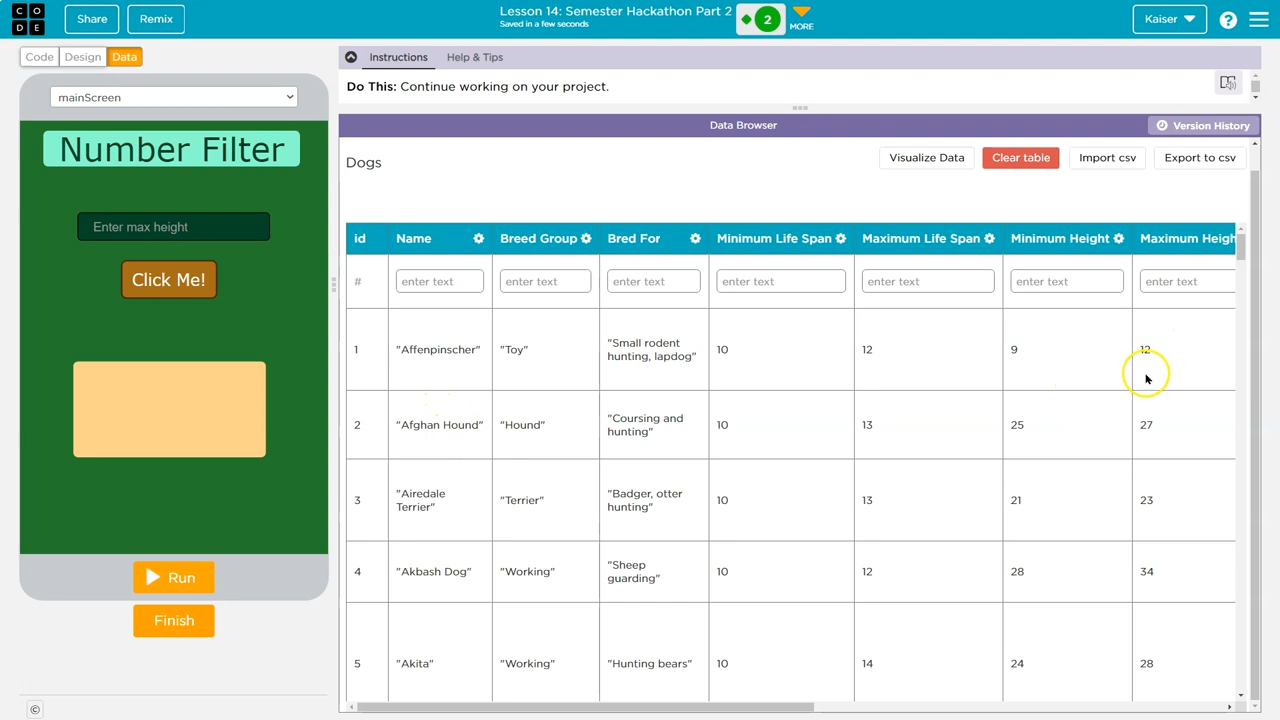 C O
D E
Share
Remix
Lesson 14: Semester Hackathon Part 2
Saved in a few seconds
2
MORE
Kaiser
?
Code
Design
Data
Instructions
Help & Tips
Do This: Continue working on your project.
mainScreen
Data Browser
Version History
Number Filter
Enter max height
Click Me!
Run
Finish
©
Dogs
Visualize Data
Clear table
Import csv
Export to csv
id Name Breed Group Bred For Minimum Life Span Maximum Life Span Minimum Height Maximum Heigh
# enter text enter text enter text enter text enter text enter text enter text
1 "Affenpinscher" "Toy" "Small rodent hunting, lapdog" 10 12 9 12
2 "Afghan Hound" "Hound" "Coursing and hunting" 10 13 25 27
3 "Airedale Terrier" "Terrier" "Badger, otter hunting" 10 13 21 23
4 "Akbash Dog" "Working" "Sheep guarding" 10 12 28 34
5 "Akita" "Working" "Hunting bears" 10 14 24 28